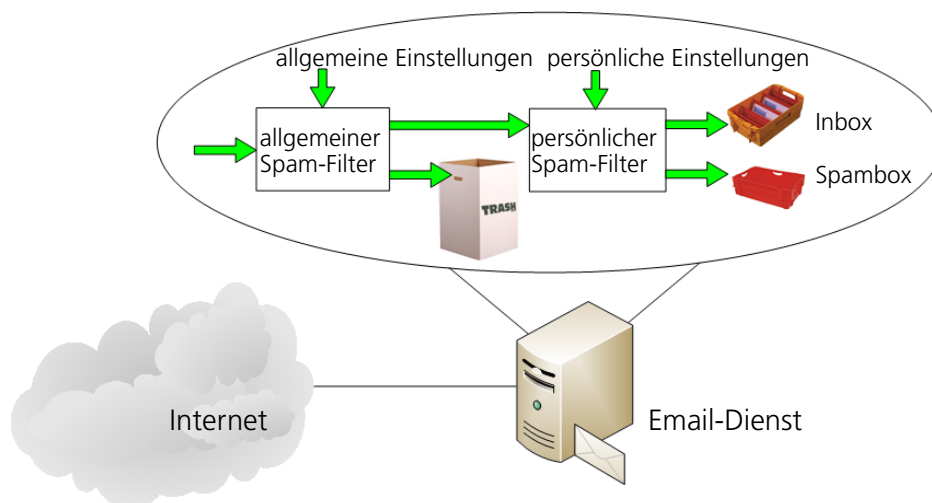 allgemeine Einstellungen
persönliche Einstellungen
allgemeiner
Spam-Filter
persönlicher
Spam-Filter
Inbox
Spambox
TRASH
Internet
Email-Dienst